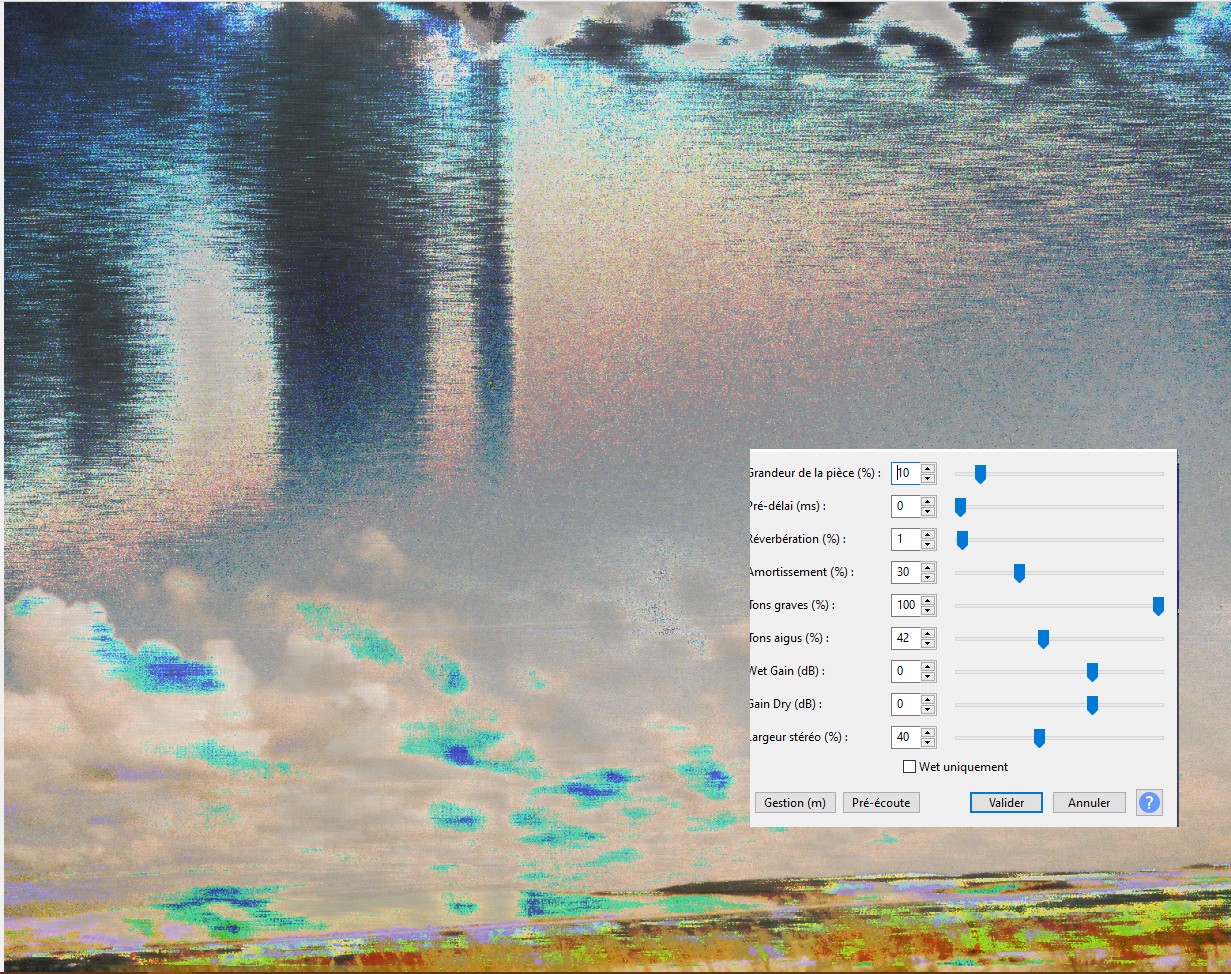 Grandeur de la pièce (%) : 10
Pré-délai (ms) : 0
Réverbération (%) : 1
Amortissement (%) : 30
Tons graves (%) : 100
Tons aigus (%) : 42
Wet Gain (dB) : 0
Gain Dry (dB) : 0
Largeur stéréo (%) : 40
Wet uniquement
Gestion (m) Pré-écoute Valider Annuler ?